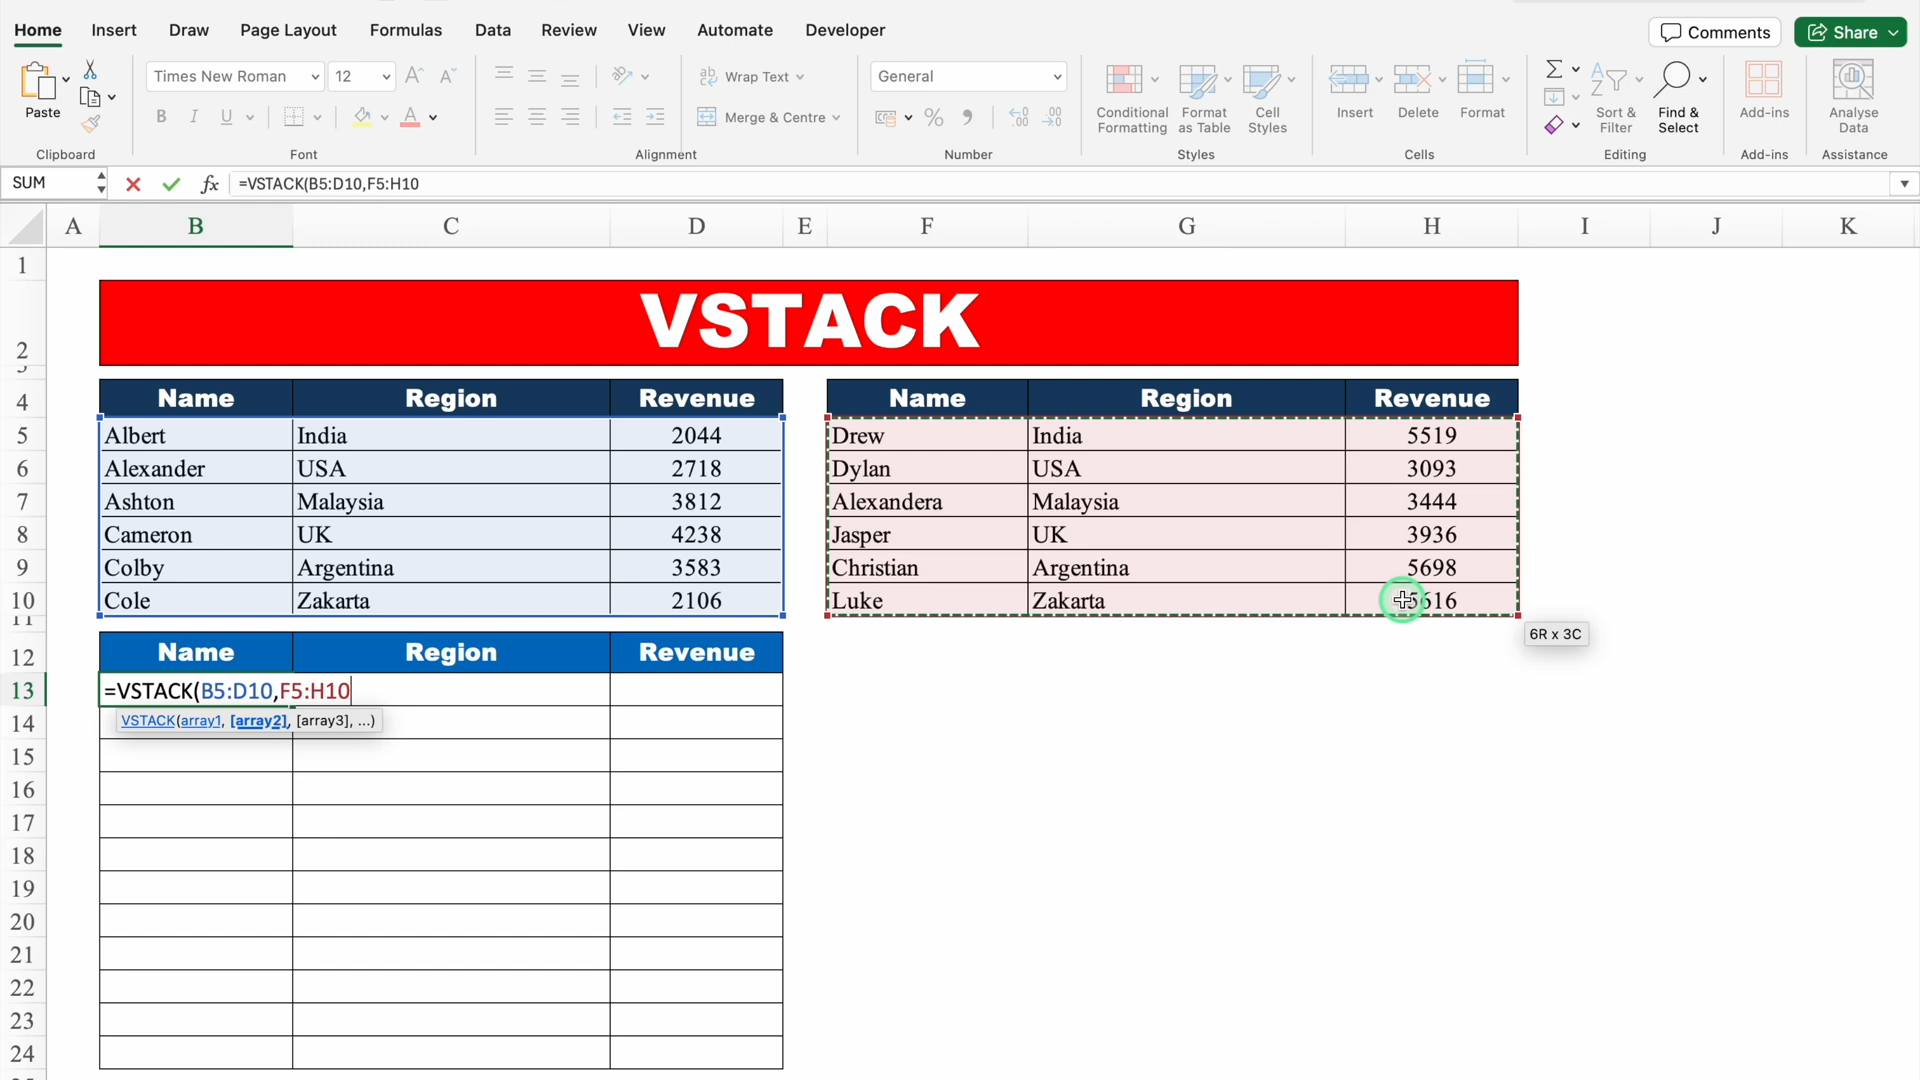 Home Insert Draw Page Layout Formulas Data Review View Automate Developer Comments Share
Times New Roman 12 Wrap Text General
Paste B I U Merge & Centre % Conditional Formatting Format as Table Cell Styles Insert Delete Format Sort & Filter Find & Select Add-ins Analyse Data
Clipboard Font Alignment Number Styles Cells Editing Add-ins Assistance
SUM fx =VSTACK(B5:D10,F5:H10
A B C D E F G H I J K
1
2 VSTACK
4 Name Region Revenue Name Region Revenue
5 Albert India 2044 Drew India 5519
6 Alexander USA 2718 Dylan USA 3093
7 Ashton Malaysia 3812 Alexandera Malaysia 3444
8 Cameron UK 4238 Jasper UK 3936
9 Colby Argentina 3583 Christian Argentina 5698
10 Cole Zakarta 2106 Luke Zakarta 5616
6R x 3C
12 Name Region Revenue
13 =VSTACK(B5:D10,F5:H10
14 VSTACK(array1, [array2], [array3], ...)
15
16
17
18
19
20
21
22
23
24